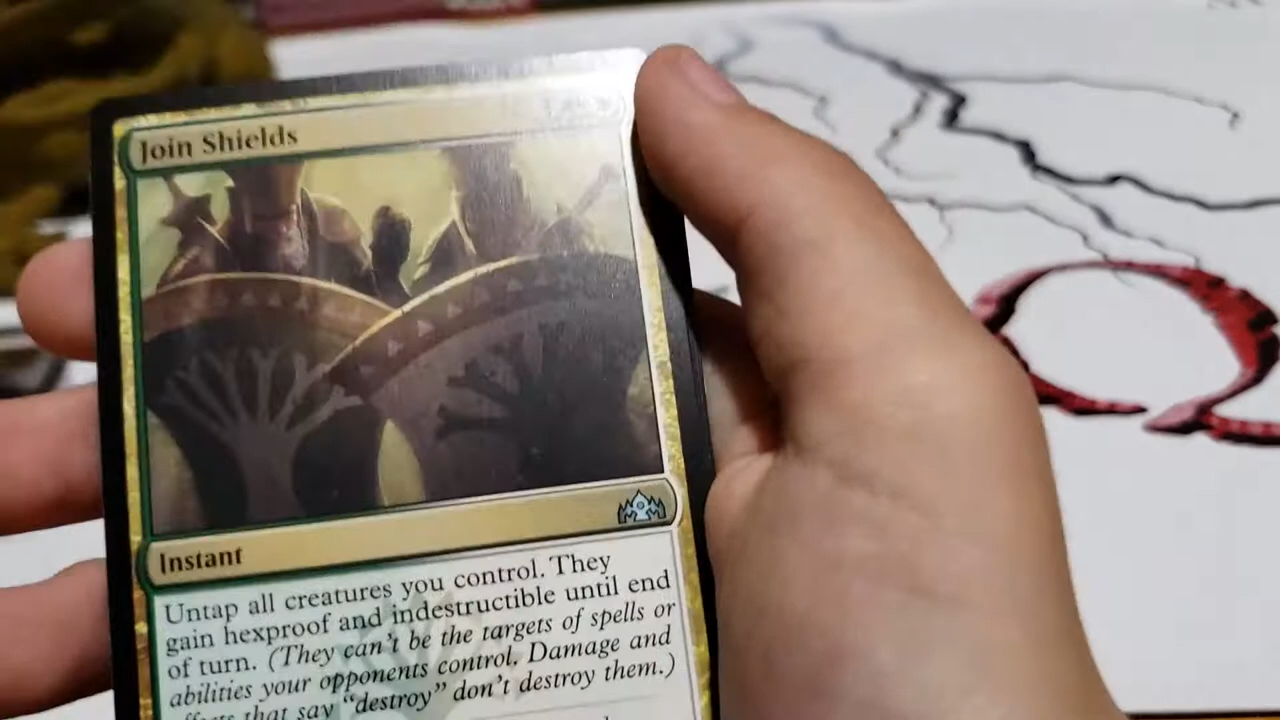 Join Shields
Instant
Untap all creatures you control. They
gain hexproof and indestructible until end
of turn. (They can't be the targets of spells or
abilities your opponents control. Damage and
effects that say "destroy" don't destroy them.)